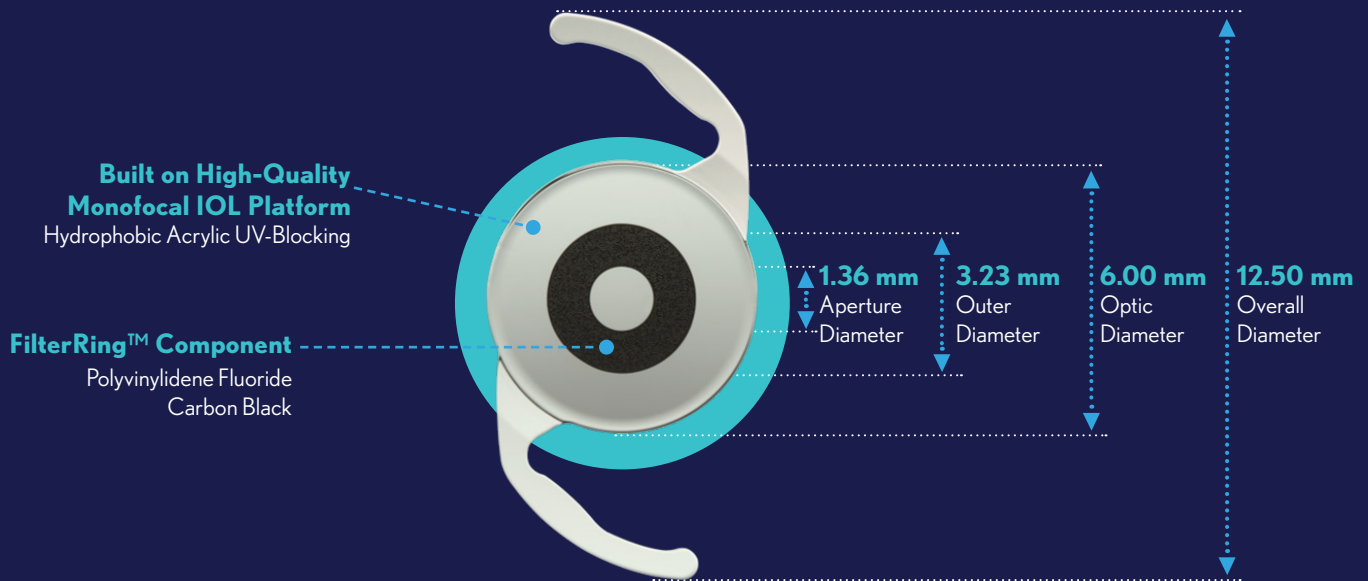 Built on High-Quality
Monofocal IOL Platform
Hydrophobic Acrylic UV-Blocking
FilterRing™ Component
Polyvinylidene Fluoride
Carbon Black
1.36 mm
Aperture
Diameter
3.23 mm
Outer
Diameter
6.00 mm
Optic
Diameter
12.50 mm
Overall
Diameter